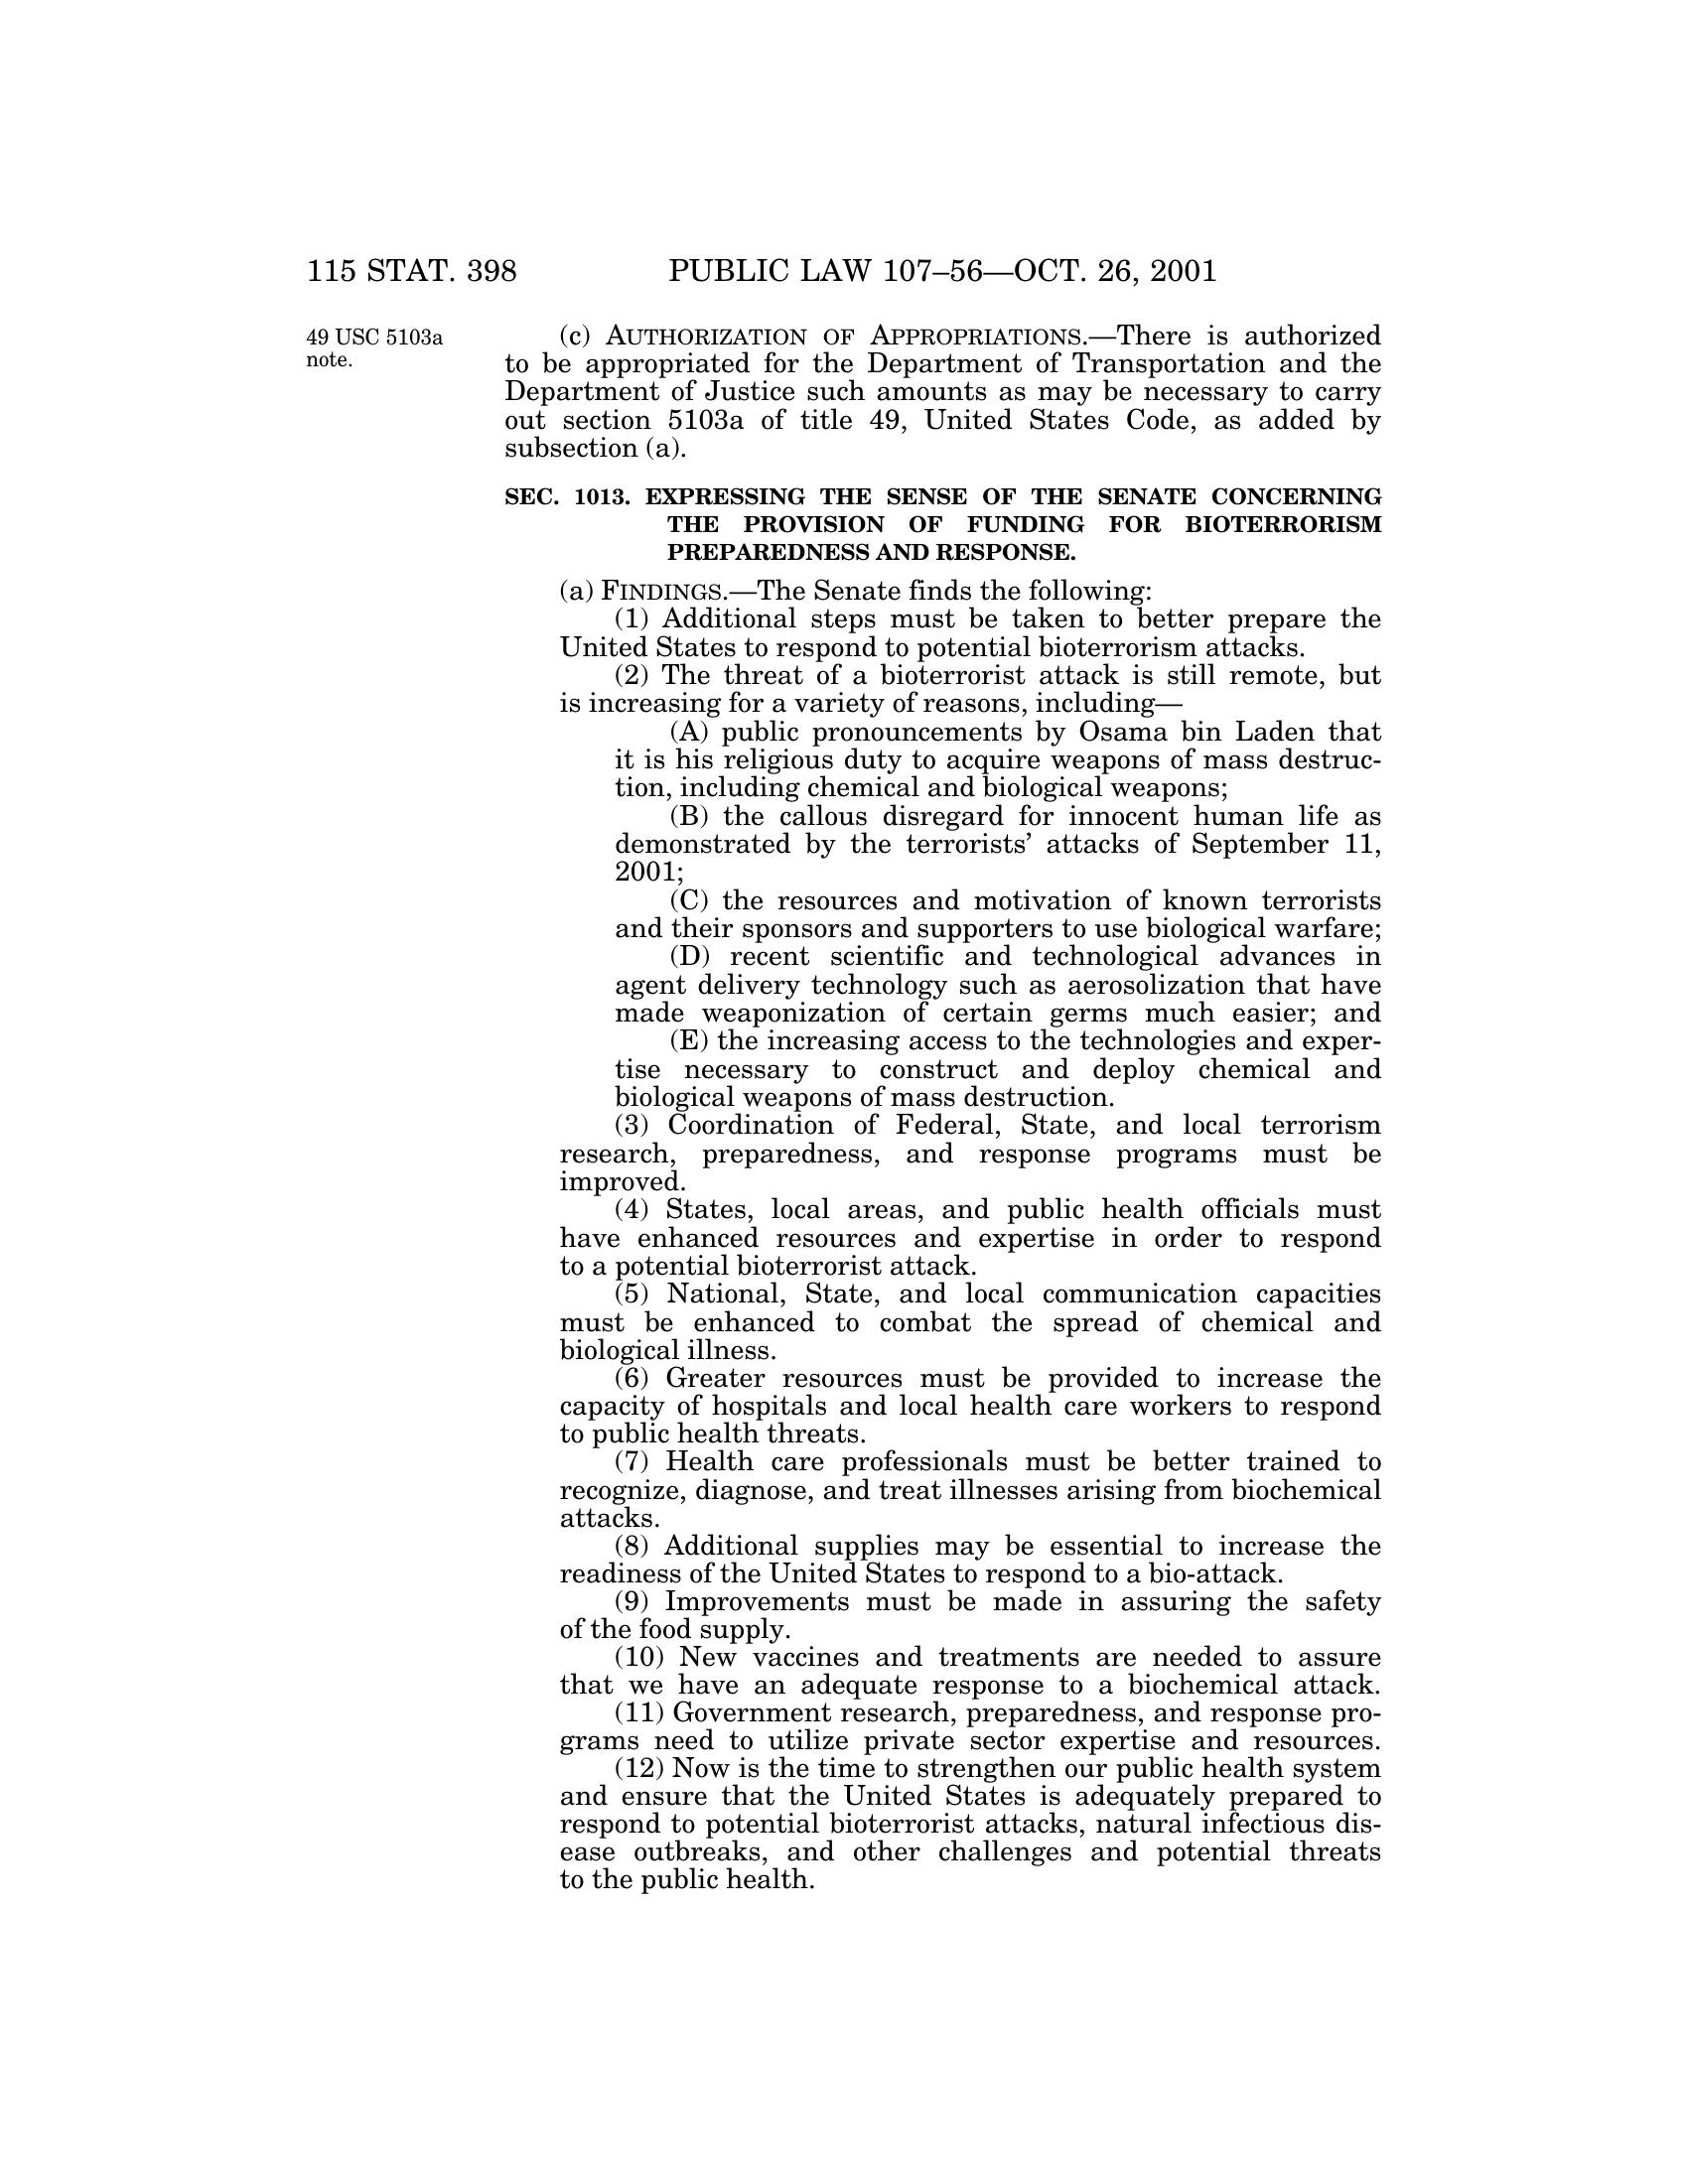 115 STAT. 398 PUBLIC LAW 107–56—OCT. 26, 2001
49 USC 5103a
note.
(c) AUTHORIZATION OF APPROPRIATIONS.—There is authorized
to be appropriated for the Department of Transportation and the
Department of Justice such amounts as may be necessary to carry
out section 5103a of title 49, United States Code, as added by
subsection (a).
SEC. 1013. EXPRESSING THE SENSE OF THE SENATE CONCERNING
THE PROVISION OF FUNDING FOR BIOTERRORISM
PREPAREDNESS AND RESPONSE.
(a) FINDINGS.—The Senate finds the following:
(1) Additional steps must be taken to better prepare the
United States to respond to potential bioterrorism attacks.
(2) The threat of a bioterrorist attack is still remote, but
is increasing for a variety of reasons, including—
(A) public pronouncements by Osama bin Laden that
it is his religious duty to acquire weapons of mass destruc-
tion, including chemical and biological weapons;
(B) the callous disregard for innocent human life as
demonstrated by the terrorists’ attacks of September 11,
2001;
(C) the resources and motivation of known terrorists
and their sponsors and supporters to use biological warfare;
(D) recent scientific and technological advances in
agent delivery technology such as aerosolization that have
made weaponization of certain germs much easier; and
(E) the increasing access to the technologies and exper-
tise necessary to construct and deploy chemical and
biological weapons of mass destruction.
(3) Coordination of Federal, State, and local terrorism
research, preparedness, and response programs must be
improved.
(4) States, local areas, and public health officials must
have enhanced resources and expertise in order to respond
to a potential bioterrorist attack.
(5) National, State, and local communication capacities
must be enhanced to combat the spread of chemical and
biological illness.
(6) Greater resources must be provided to increase the
capacity of hospitals and local health care workers to respond
to public health threats.
(7) Health care professionals must be better trained to
recognize, diagnose, and treat illnesses arising from biochemical
attacks.
(8) Additional supplies may be essential to increase the
readiness of the United States to respond to a bio-attack.
(9) Improvements must be made in assuring the safety
of the food supply.
(10) New vaccines and treatments are needed to assure
that we have an adequate response to a biochemical attack.
(11) Government research, preparedness, and response pro-
grams need to utilize private sector expertise and resources.
(12) Now is the time to strengthen our public health system
and ensure that the United States is adequately prepared to
respond to potential bioterrorist attacks, natural infectious dis-
ease outbreaks, and other challenges and potential threats
to the public health.